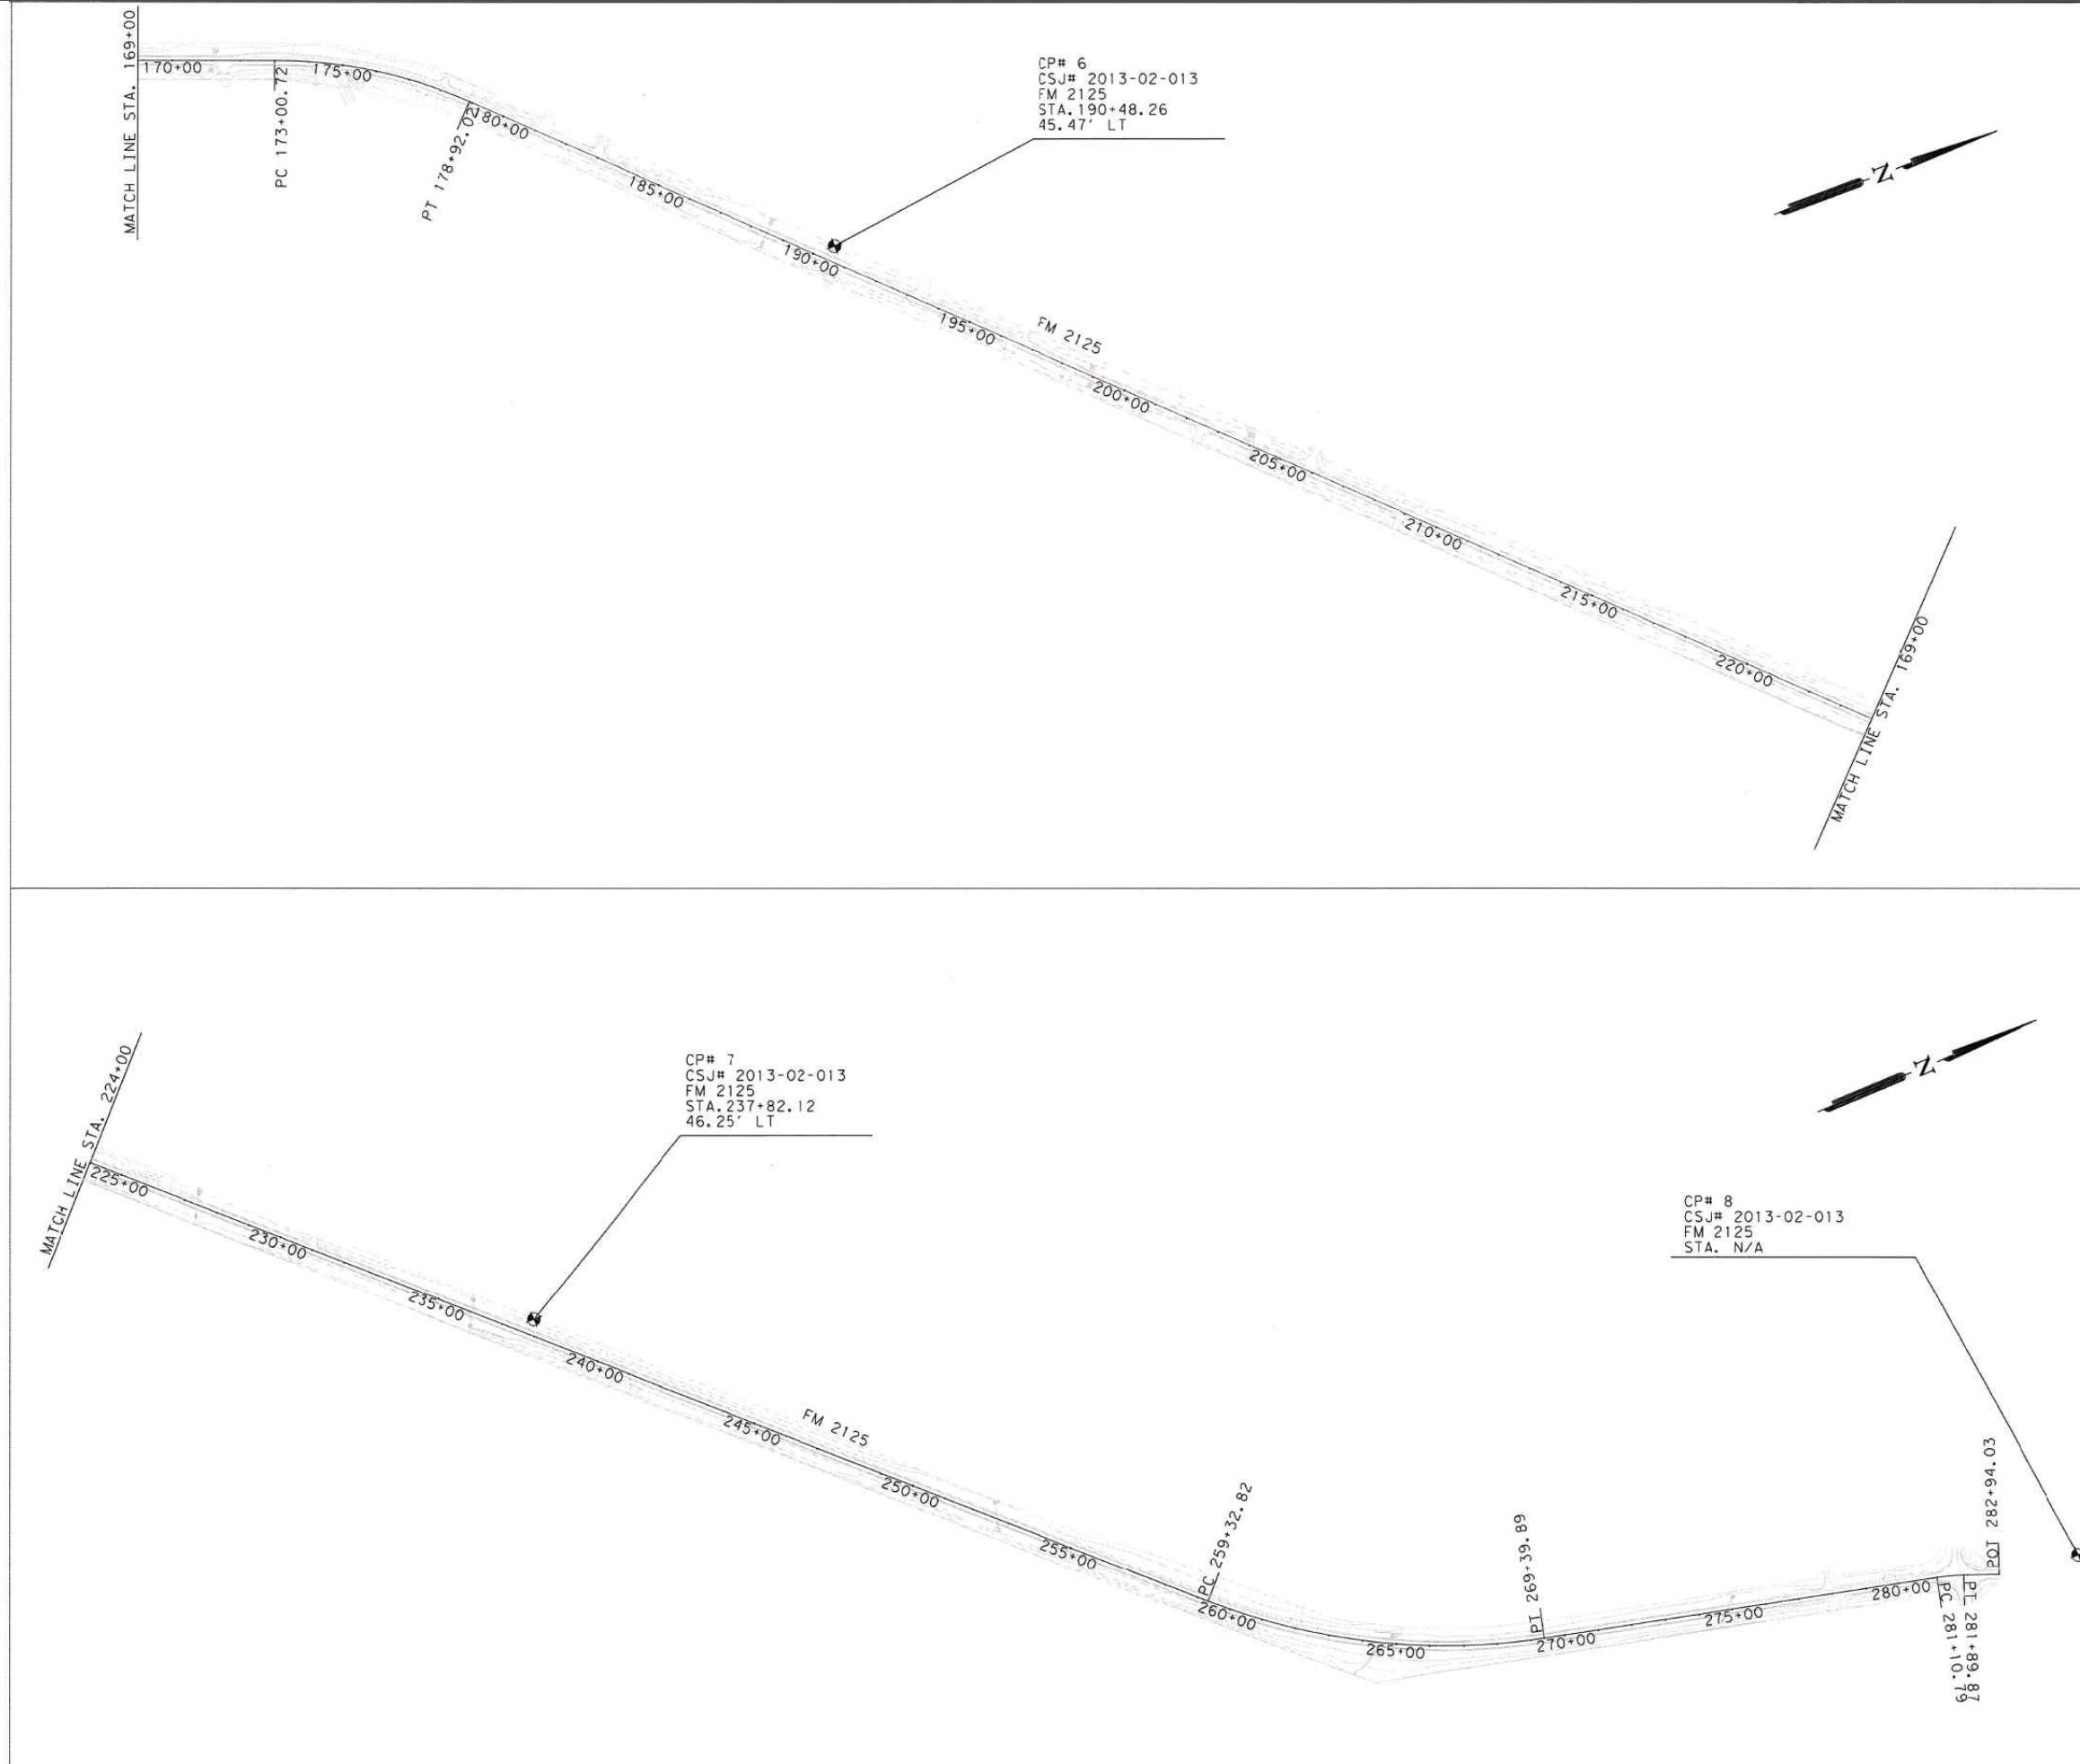 MATCH LINE STA. 169+00
170+00
PC 173+00.72
175+00
PT 178+92.02
180+00
185+00
CP# 6
CSJ# 2013-02-013
FM 2125
STA.190+48.26
45.47' LT
190+00
195+00
FM 2125
200+00
205+00
210+00
215+00
220+00
MATCH LINE STA. 169+00
N
MATCH LINE STA. 224+00
225+00
230+00
235+00
CP# 7
CSJ# 2013-02-013
FM 2125
STA.237+82.12
46.25' LT
240+00
245+00
FM 2125
250+00
255+00
PC 259+32.82
260+00
265+00
PT 269+39.89
270+00
275+00
280+00
PC 281+10.79
PT 281+89.87
POT 282+94.03
CP# 8
CSJ# 2013-02-013
FM 2125
STA. N/A
N